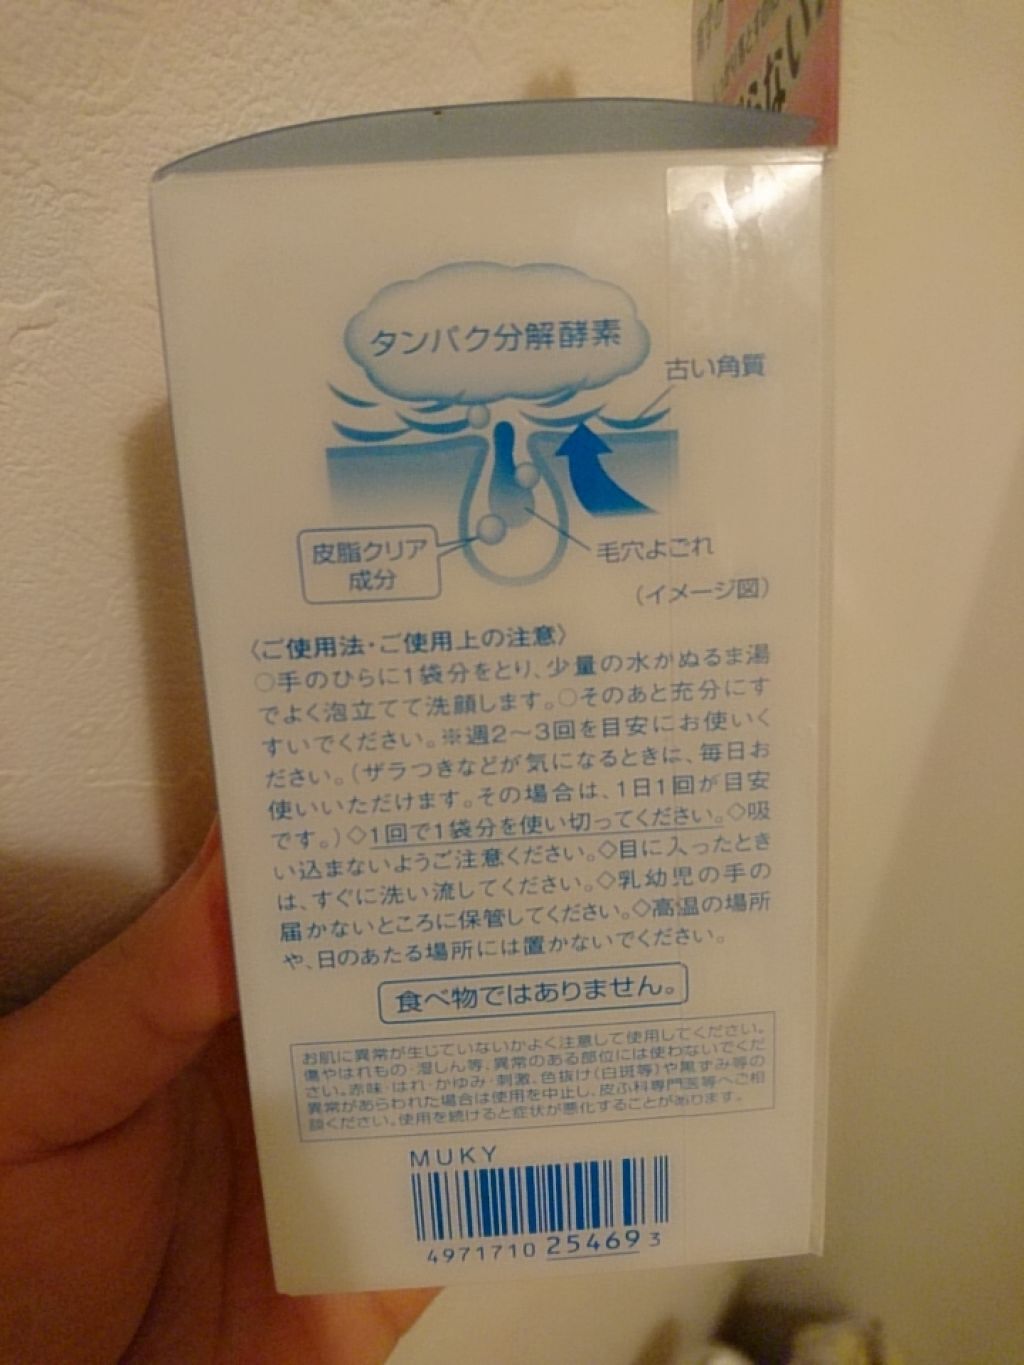 らない
タンパク分解酵素
古い角質
皮脂クリア
成分
毛穴よごれ
(イメージ図)
〈ご使用法・ご使用上の注意〉
○手のひらに1袋分をとり、少量の水かぬるま湯
でよく泡立てて洗顔します。○そのあと充分にす
すいでください。※週2〜3回を目安にお使いく
ださい。(ザラつきなどが気になるときは、毎日お
使いいただけます。その場合は、1日1回が目安
です。)◇1回で1袋分を使い切ってください。◇吸
い込まないようご注意ください。◇目に入ったとき
は、すぐに洗い流してください。◇乳幼児の手の
届かないところに保管してください。◇高温の場所
や、日のあたる場所には置かないでください。
食べ物ではありません。
お肌に異常が生じていないかよく注意して使用してください。
傷やはれもの・湿しん等、異常のある部位には使わないでくだ
さい。赤味・はれ・かゆみ・刺激、色抜け(白斑等)や黒ずみ等の
異常があらわれた場合は使用を中止し、皮ふ科専門医等へご相
談ください。使用を続けると症状が悪化することがあります。
MUKY
4971710 25469 3